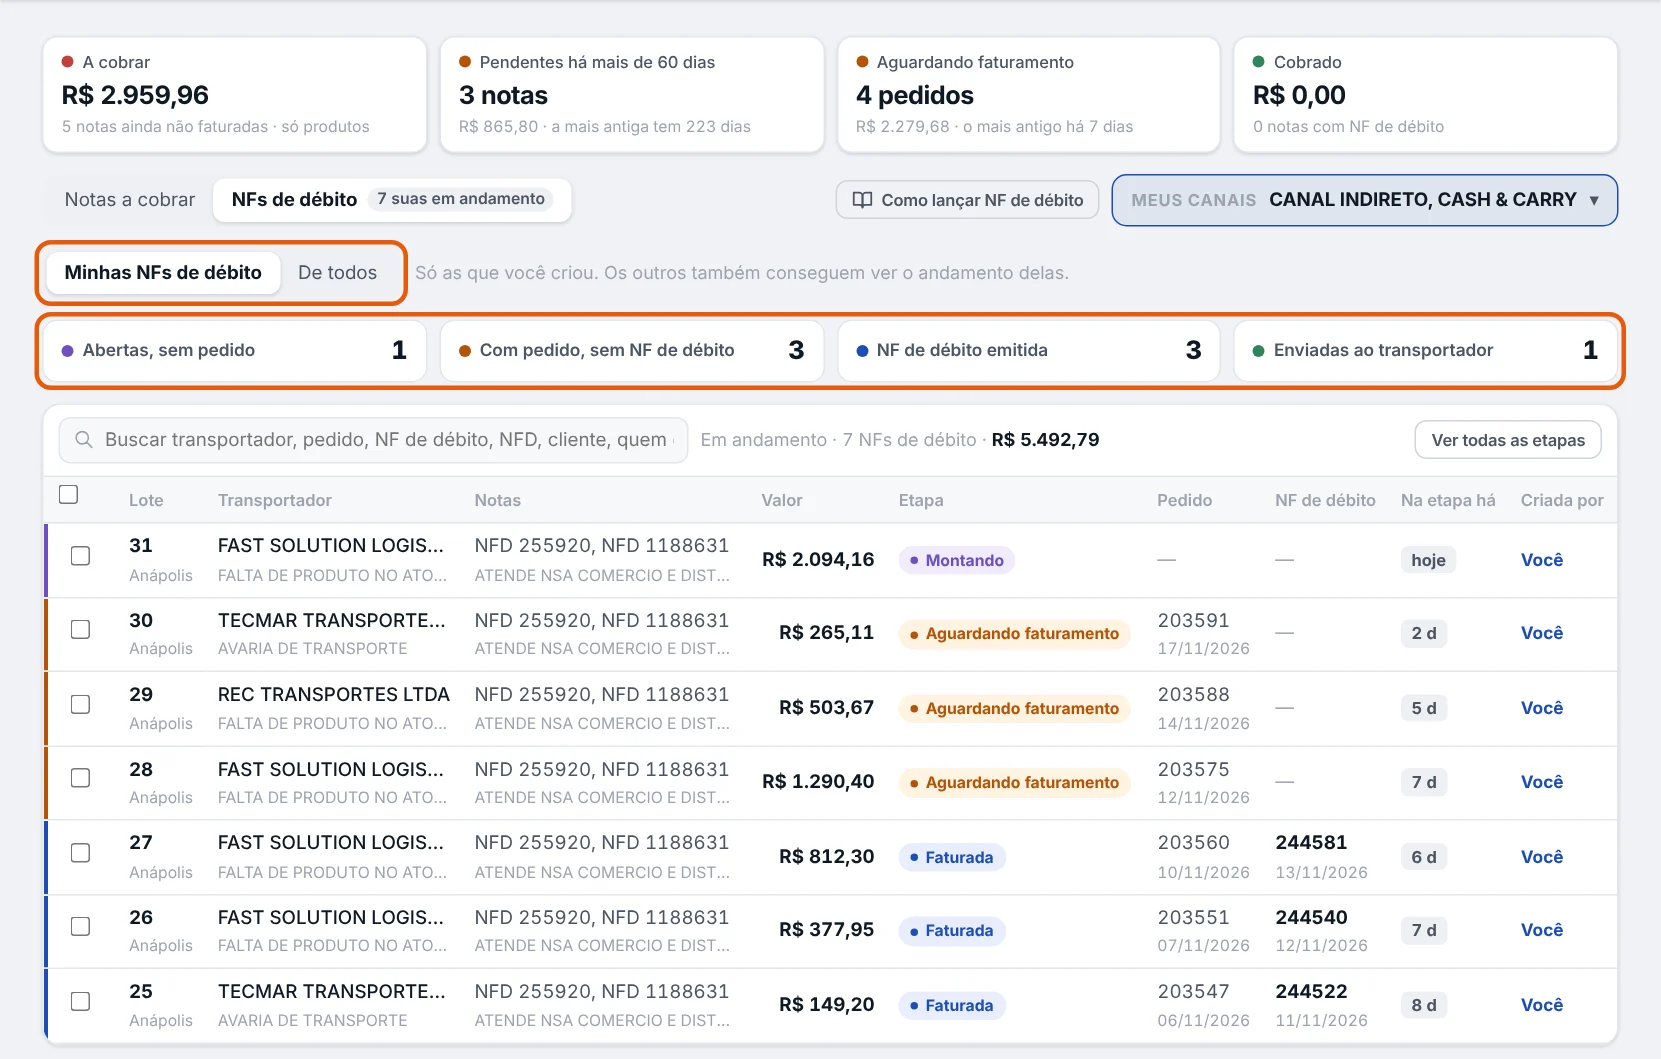 A cobrar
R$ 2.959,96
5 notas ainda não faturadas · só produtos
Pendentes há mais de 60 dias
3 notas
R$ 865,80 · a mais antiga tem 223 dias
Aguardando faturamento
4 pedidos
R$ 2.279,68 · o mais antigo há 7 dias
Cobrado
R$ 0,00
0 notas com NF de débito
Notas a cobrar
NFs de débito 7 suas em andamento
Como lançar NF de débito
MEUS CANAIS CANAL INDIRETO, CASH & CARRY ▾
Minhas NFs de débito De todos
Só as que você criou. Os outros também conseguem ver o andamento delas.
Abertas, sem pedido 1
Com pedido, sem NF de débito 3
NF de débito emitida 3
Enviadas ao transportador 1
Buscar transportador, pedido, NF de débito, NFD, cliente, quem
Em andamento · 7 NFs de débito · R$ 5.492,79
Ver todas as etapas
Lote Transportador Notas Valor Etapa Pedido NF de débito Na etapa há Criada por
31 FAST SOLUTION LOGIS... NFD 255920, NFD 1188631 R$ 2.094,16 Montando — — hoje Você
Anápolis FALTA DE PRODUTO NO ATO... ATENDE NSA COMERCIO E DIST...
30 TECMAR TRANSPORTE... NFD 255920, NFD 1188631 R$ 265,11 Aguardando faturamento 203591 — 2 d Você
Anápolis AVARIA DE TRANSPORTE ATENDE NSA COMERCIO E DIST... 17/11/2026
29 REC TRANSPORTES LTDA NFD 255920, NFD 1188631 R$ 503,67 Aguardando faturamento 203588 — 5 d Você
Anápolis FALTA DE PRODUTO NO ATO... ATENDE NSA COMERCIO E DIST... 14/11/2026
28 FAST SOLUTION LOGIS... NFD 255920, NFD 1188631 R$ 1.290,40 Aguardando faturamento 203575 — 7 d Você
Anápolis FALTA DE PRODUTO NO ATO... ATENDE NSA COMERCIO E DIST... 12/11/2026
27 FAST SOLUTION LOGIS... NFD 255920, NFD 1188631 R$ 812,30 Faturada 203560 244581 6 d Você
Anápolis FALTA DE PRODUTO NO ATO... ATENDE NSA COMERCIO E DIST... 10/11/2026 13/11/2026
26 FAST SOLUTION LOGIS... NFD 255920, NFD 1188631 R$ 377,95 Faturada 203551 244540 7 d Você
Anápolis FALTA DE PRODUTO NO ATO... ATENDE NSA COMERCIO E DIST... 07/11/2026 12/11/2026
25 TECMAR TRANSPORTE... NFD 255920, NFD 1188631 R$ 149,20 Faturada 203547 244522 8 d Você
Anápolis AVARIA DE TRANSPORTE ATENDE NSA COMERCIO E DIST... 06/11/2026 11/11/2026